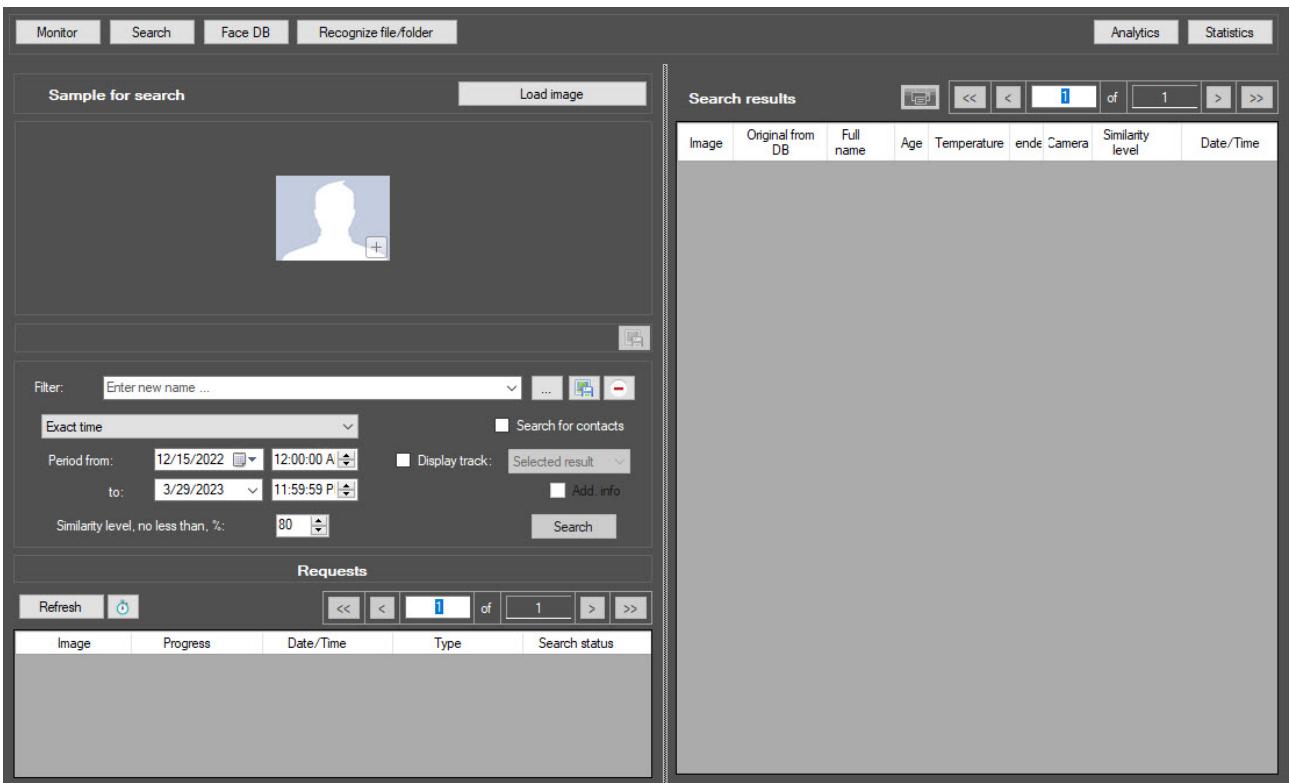 Monitor Search Face DB Recognize file/folder Analytics Statistics
Sample for search Load image
Filter: Enter new name ... ...
Exact time Search for contacts
Period from: 12/15/2022 12:00:00 A Display track: Selected result
to: 3/29/2023 11:59:59 P Add. info
Similarity level, no less than, %: 80 Search
Requests
Refresh << < 1 of 1 > >>
Image Progress Date/Time Type Search status
Search results << < 1 of 1 > >>
Image Original from DB Full name Age Temperature ende Camera Similarity level Date/Time